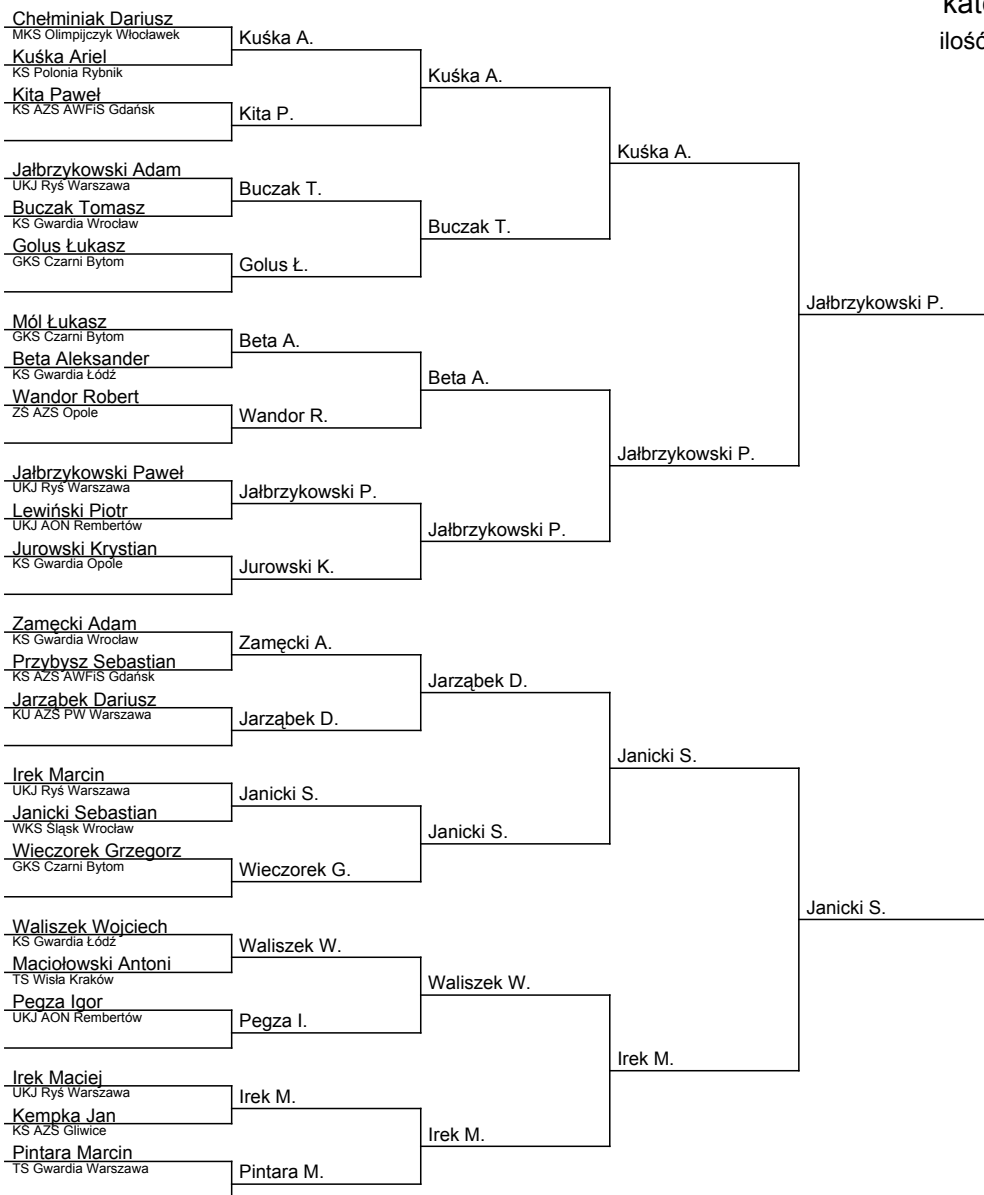 Chełminiak Dariusz
MKS Olimpijczyk Włocławek
Kuśka Ariel
KS Polonia Rybnik
Kita Paweł
KS AZS AWFiS Gdańsk
Jałbrzykowski Adam
UKJ Ryś Warszawa
Buczak Tomasz
KS Gwardia Wrocław
Golus Łukasz
GKS Czarni Bytom
Mól Łukasz
GKS Czarni Bytom
Beta Aleksander
KS Gwardia Łódź
Wandor Robert
ZŚ AZS Opole
Jałbrzykowski Paweł
UKJ Ryś Warszawa
Lewiński Piotr
UKJ AON Rembertów
Jurowski Krystian
KS Gwardia Opole
Zamęcki Adam
KS Gwardia Wrocław
Przybysz Sebastian
KS AZS AWFiS Gdańsk
Jarząbek Dariusz
KU AZS PW Warszawa
Irek Marcin
UKJ Ryś Warszawa
Janicki Sebastian
WKS Śląsk Wrocław
Wieczorek Grzegorz
GKS Czarni Bytom
Waliszek Wojciech
KS Gwardia Łódź
Maciołowski Antoni
TS Wisła Kraków
Pegza Igor
UKJ AON Rembertów
Irek Maciej
UKJ Ryś Warszawa
Kempka Jan
KS AZS Gliwice
Pintara Marcin
TS Gwardia Warszawa
Kuśka A.
Kita P.
Buczak T.
Golus Ł.
Beta A.
Wandor R.
Jałbrzykowski P.
Jurowski K.
Zamęcki A.
Jarząbek D.
Janicki S.
Wieczorek G.
Waliszek W.
Pegza I.
Irek M.
Pintara M.
Kuśka A.
Buczak T.
Beta A.
Jałbrzykowski P.
Jarząbek D.
Janicki S.
Waliszek W.
Irek M.
Kuśka A.
Jałbrzykowski P.
Janicki S.
Irek M.
Jałbrzykowski P.
Janicki S.
ilość